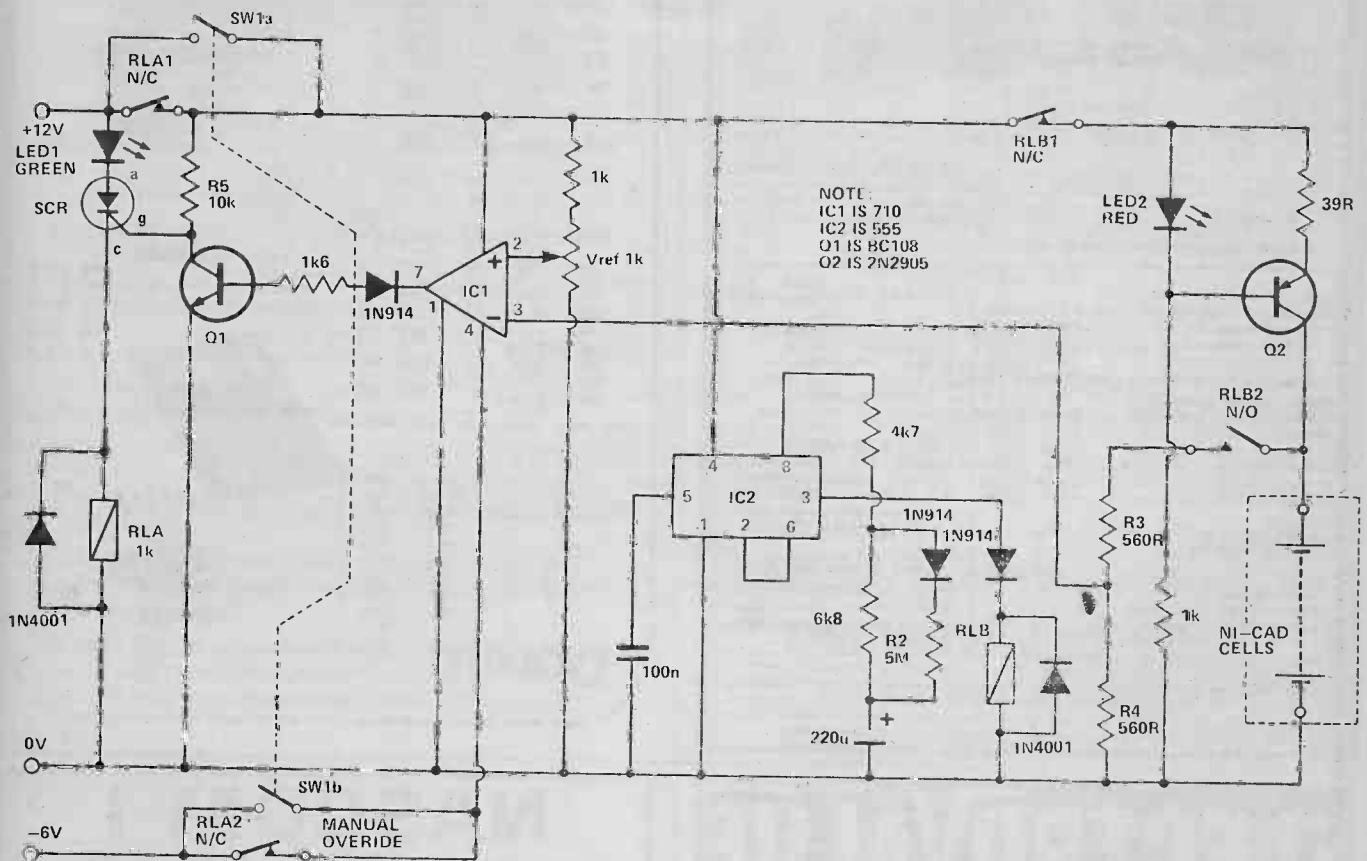 SW1a
RLA1
N/C
+12V
LED1
GREEN
a
SCR
g
c
R5
10k
1k6
1N914
Q1
7
1
IC1
2
+
4
3
−
1k
Vref 1k
NOTE:
IC1 IS 710
IC2 IS 555
Q1 IS BC108
Q2 IS 2N2905
RLB1
N/C
LED2
RED
39R
Q2
RLB2
N/O
4k7
4
8
5
IC2
3
1
2
6
1N914
1N914
6k8
R2
5M
RLB
R3
560R
1k
NI–CAD
CELLS
R4
560R
100n
+
220u
1N4001
RLA
1k
1N4001
0V
SW1b
RLA2
N/C
MANUAL
OVERIDE
–6V